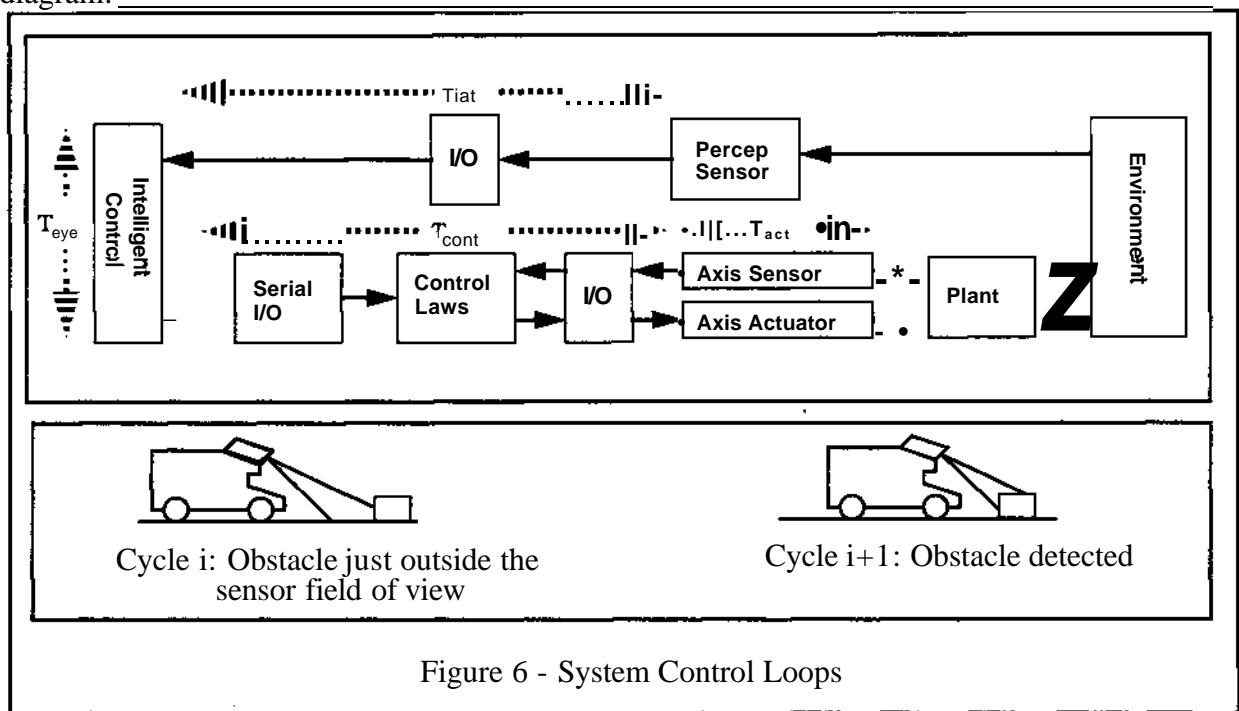 diagram.
Tiat
I/O
Percep
Sensor
Environment
Intelligent
Control
Teye
Tcont
Tact
Serial
I/O
Control
Laws
I/O
Axis Sensor
Axis Actuator
Plant
Z
Cycle i: Obstacle just outside the
sensor field of view
Cycle i+1: Obstacle detected
Figure 6 - System Control Loops